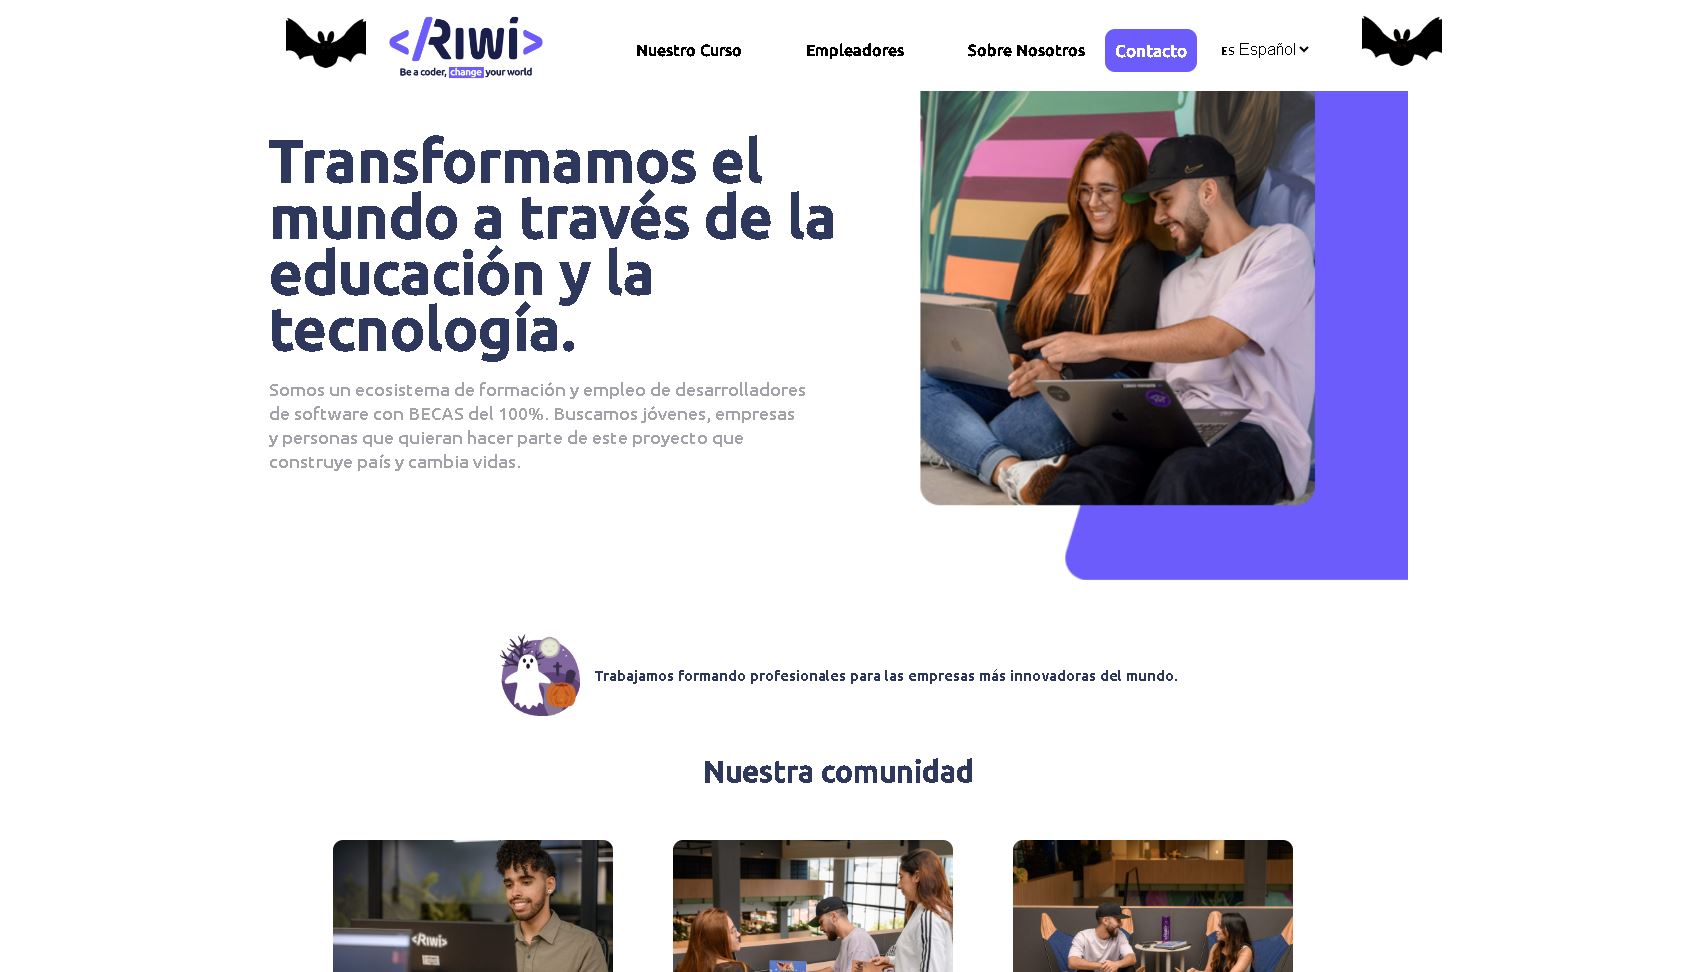 </Riwi>
Be a coder, change your world
Nuestro Curso
Empleadores
Sobre Nosotros
Contacto
ES Español
Transformamos el
mundo a través de la
educación y la
tecnología.
Somos un ecosistema de formación y empleo de desarrolladores
de software con BECAS del 100%. Buscamos jóvenes, empresas
y personas que quieran hacer parte de este proyecto que
construye país y cambia vidas.
Trabajamos formando profesionales para las empresas más innovadoras del mundo.
Nuestra comunidad
</Riwi>